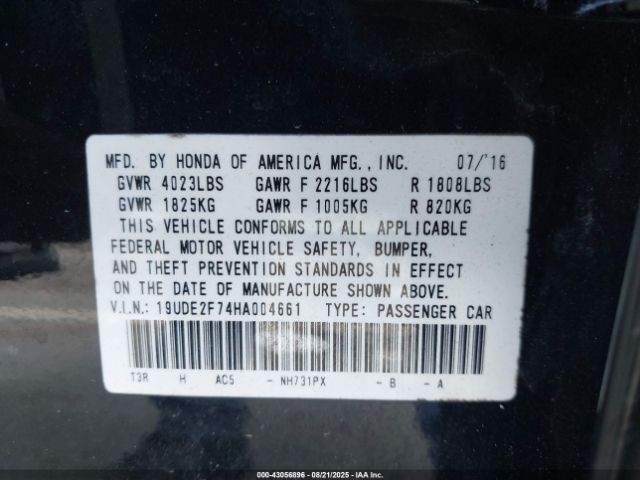 MFD. BY HONDA OF AMERICA MFG., INC. 07/'16
GVWR 4023LBS GAWR F 2216LBS R 1808LBS
GVWR 1825KG GAWR F 1005KG R 820KG
THIS VEHICLE CONFORMS TO ALL APPLICABLE
FEDERAL MOTOR VEHICLE SAFETY, BUMPER,
AND THEFT PREVENTION STANDARDS IN EFFECT
ON THE DATE OF MANUFACTURE SHOWN ABOVE.
V.I.N.: 19UDE2F74HA004661 TYPE: PASSENGER CAR
T3R H AC5 - NH731PX - B - A
000-43056896 - 08/21/2025 - IAA Inc.